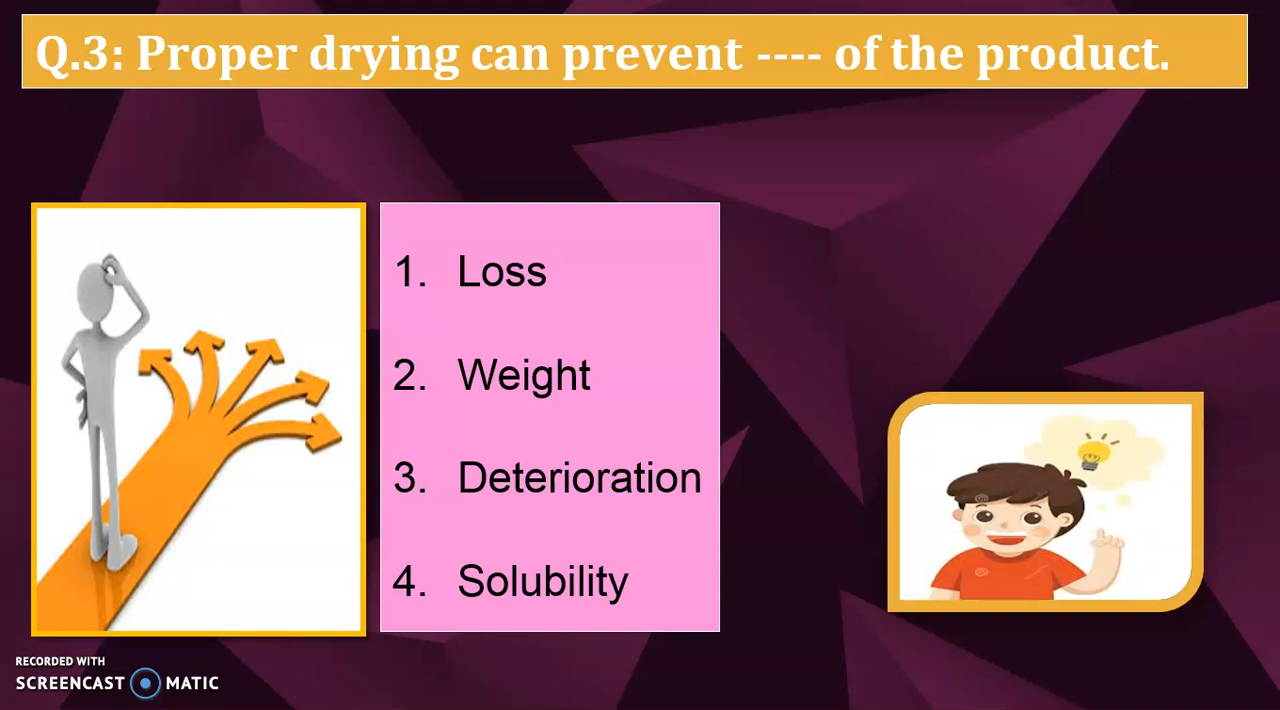 Q.3: Proper drying can prevent ---- of the product.
1. Loss
2. Weight
3. Deterioration
4. Solubility
RECORDED WITH
SCREENCAST MATIC